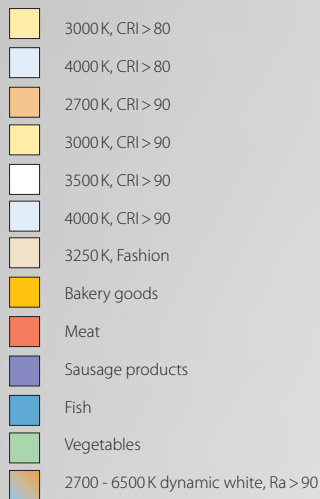 3000 K, CRI > 80
4000 K, CRI > 80
2700 K, CRI > 90
3000 K, CRI > 90
3500 K, CRI > 90
4000 K, CRI > 90
3250 K, Fashion
Bakery goods
Meat
Sausage products
Fish
Vegetables
2700 - 6500 K dynamic white, Ra > 90